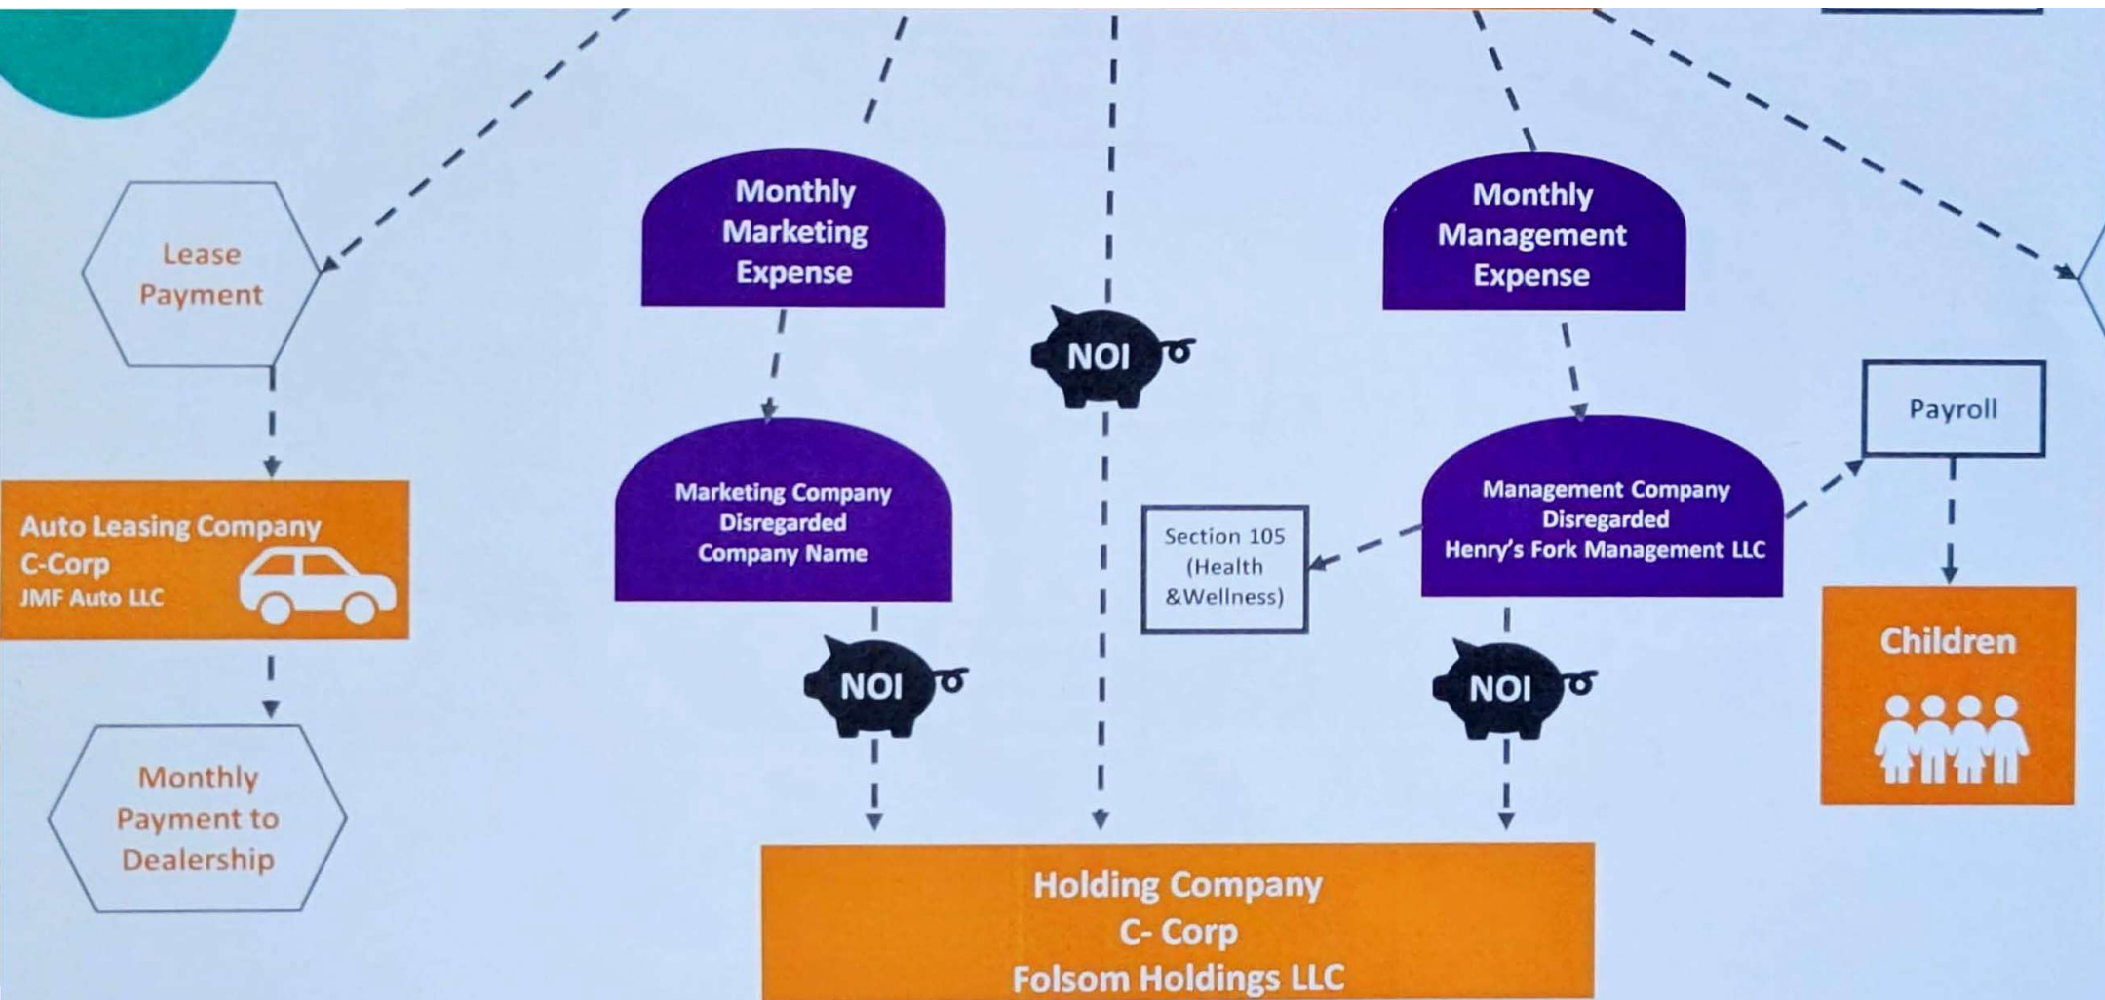 Lease
Payment
Monthly
Marketing
Expense
NOI
Monthly
Management
Expense
Payroll
Auto Leasing Company
C-Corp
JMF Auto LLC
Marketing Company
Disregarded
Company Name
Section 105
(Health
&Wellness)
Management Company
Disregarded
Henry's Fork Management LLC
Children
NOI
NOI
Monthly
Payment to
Dealership
Holding Company
C- Corp
Folsom Holdings LLC